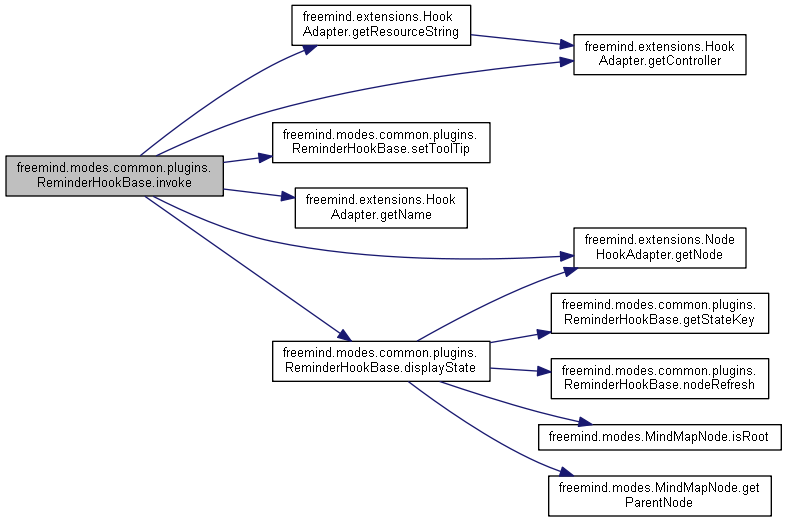 freemind.extensions.Hook
Adapter.getResourceString
freemind.extensions.Hook
Adapter.getController
freemind.modes.common.plugins.
ReminderHookBase.setToolTip
freemind.modes.common.plugins.
ReminderHookBase.invoke
freemind.extensions.Hook
Adapter.getName
freemind.extensions.Node
HookAdapter.getNode
freemind.modes.common.plugins.
ReminderHookBase.getStateKey
freemind.modes.common.plugins.
ReminderHookBase.displayState
freemind.modes.common.plugins.
ReminderHookBase.nodeRefresh
freemind.modes.MindMapNode.isRoot
freemind.modes.MindMapNode.get
ParentNode